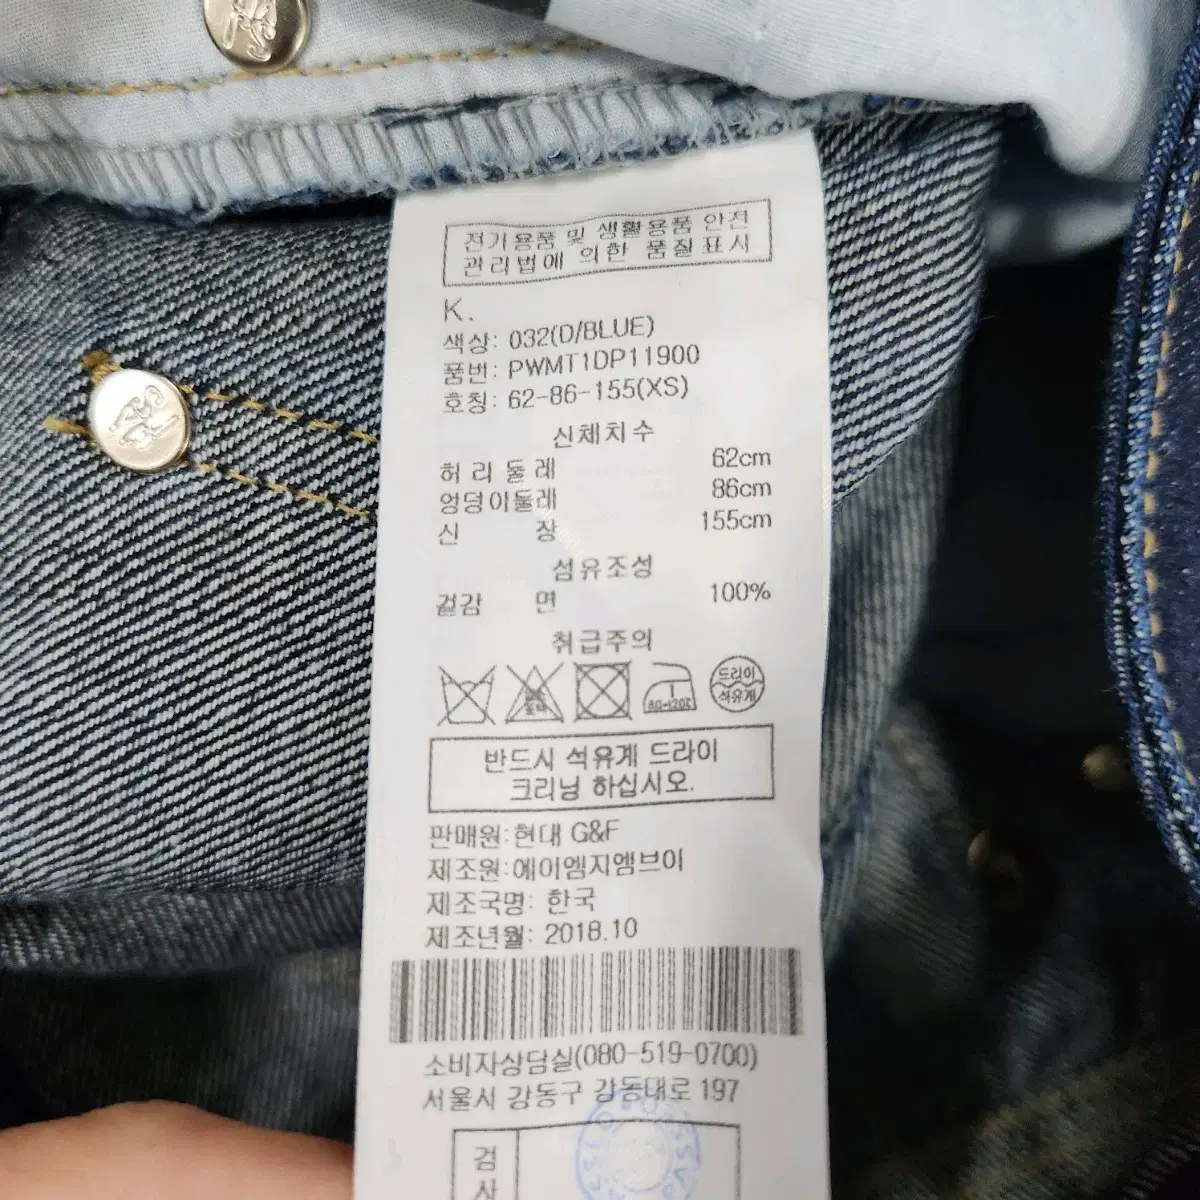 전기용품 및 생활용품 안전
관리법에 의한 품질표시
K.
색상: 032(D/BLUE)
품번: PWMT1DP11900
호칭: 62-86-155(XS)
신체치수
허리둘레 62cm
엉덩이둘레 86cm
신장 155cm
섬유조성
겉감 면 100%
취급주의
80-120℃
드라이
석유계
반드시 석유계 드라이
크리닝 하십시오.
판매원:현대 G&F
제조원:에이엠지엠브이
제조국명: 한국
제조년월: 2018.10
소비자상담실(080-519-0700)
서울시 강동구 강동대로 197
검
사